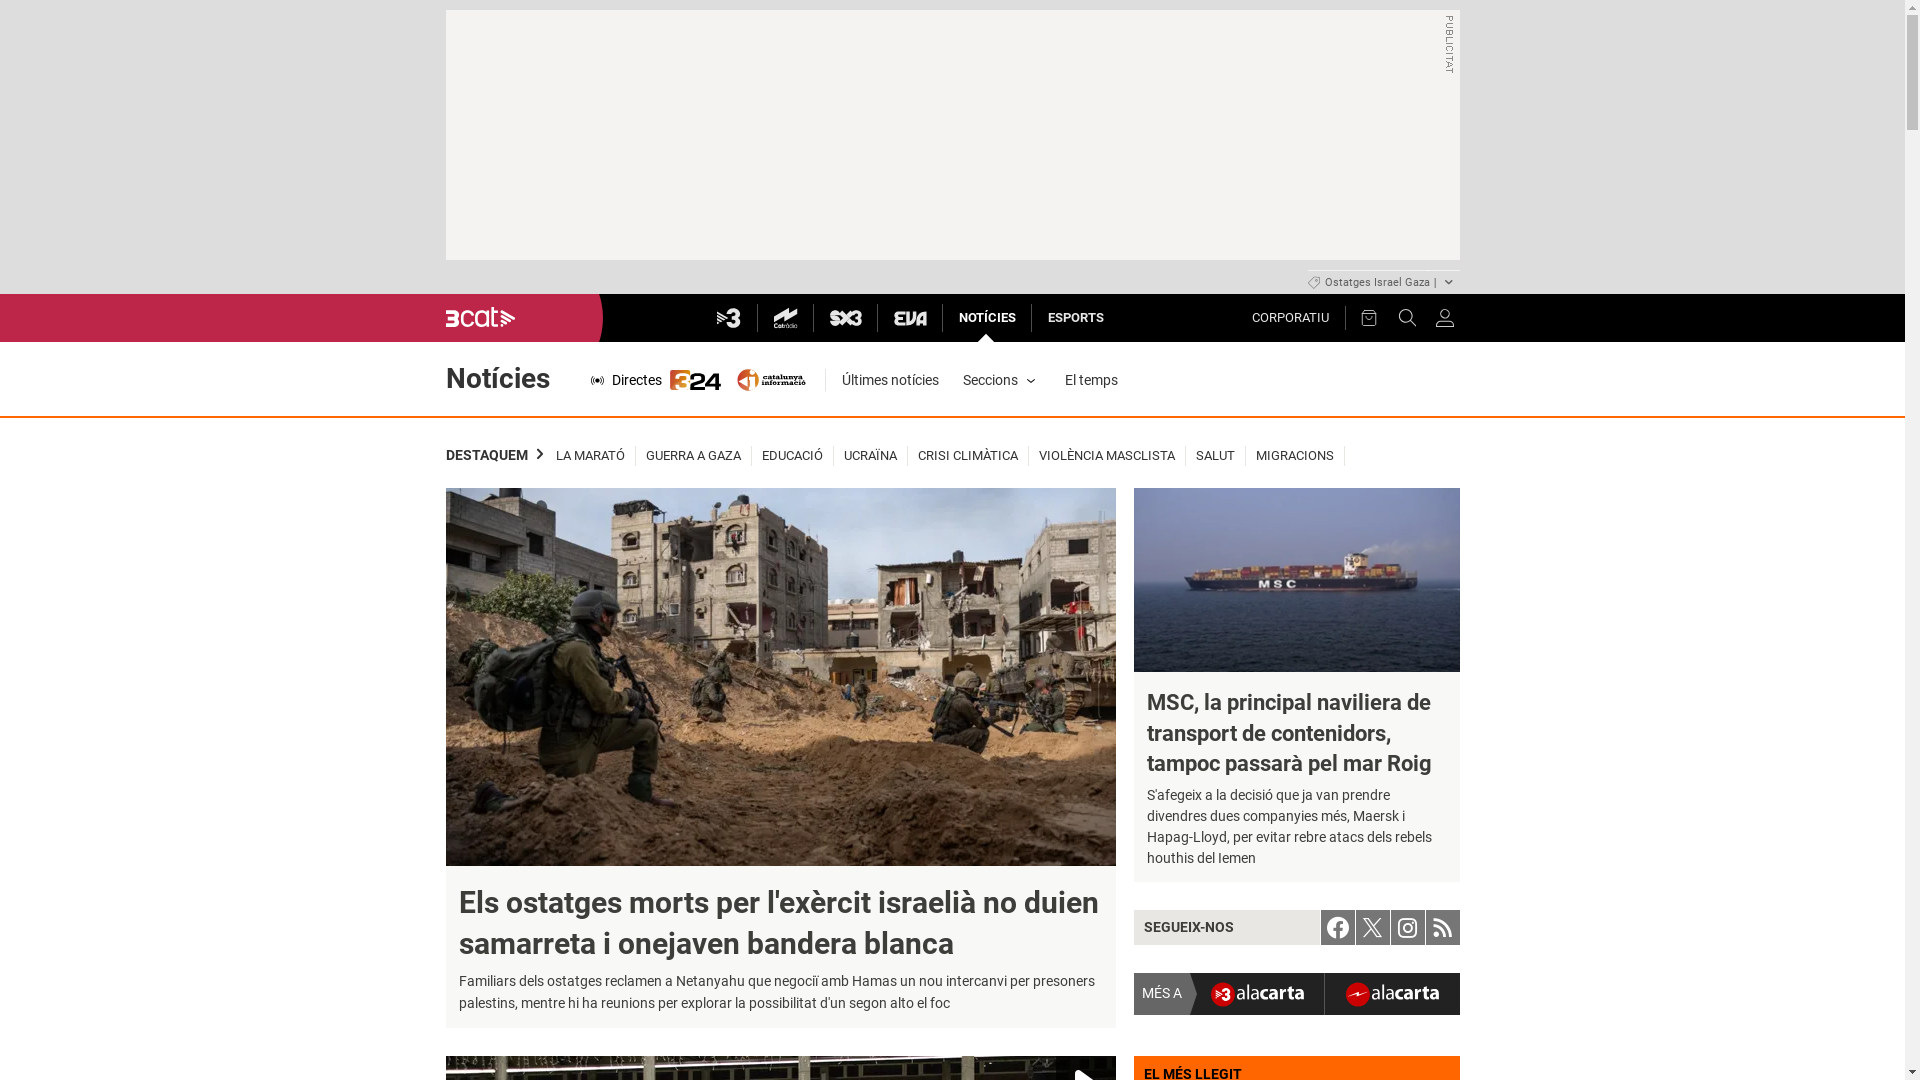 PUBLICITAT
Ostatges Israel Gaza |
3cat
3
Catràdio
SX3
EVA
NOTÍCIES
ESPORTS
CORPORATIU
Notícies
Directes
324
catalunya
informació
Últimes notícies
Seccions
El temps
DESTAQUEM
LA MARATÓ
GUERRA A GAZA
EDUCACIÓ
UCRAÏNA
CRISI CLIMÀTICA
VIOLÈNCIA MASCLISTA
SALUT
MIGRACIONS
MSC
Els ostatges morts per l'exèrcit israelià no duien
samarreta i onejaven bandera blanca
Familiars dels ostatges reclamen a Netanyahu que negociï amb Hamas un nou intercanvi per presoners
palestins, mentre hi ha reunions per explorar la possibilitat d'un segon alto el foc
MSC, la principal naviliera de
transport de contenidors,
tampoc passarà pel mar Roig
S'afegeix a la decisió que ja van prendre
divendres dues companyies més, Maersk i
Hapag-Lloyd, per evitar rebre atacs dels rebels
houthis del Iemen
SEGUEIX-NOS
MÉS A
3 alacarta
alacarta
EL MÉS LLEGIT